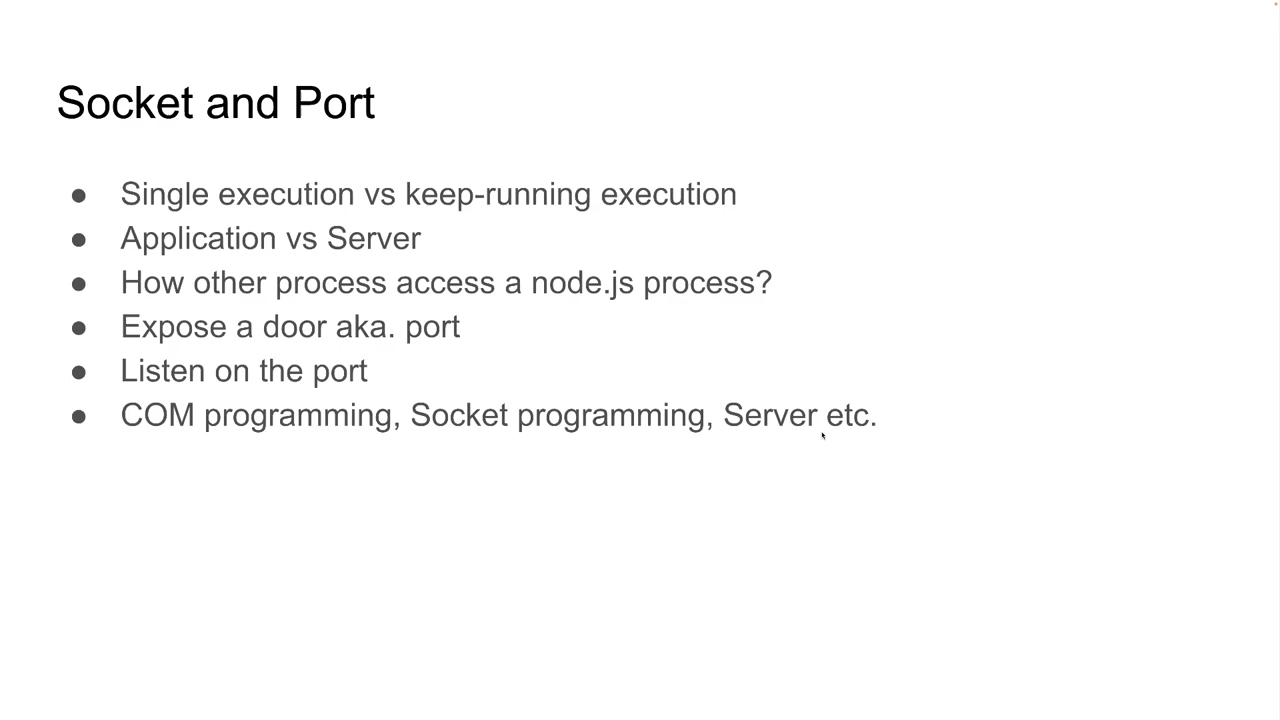 Socket and Port
● Single execution vs keep-running execution
● Application vs Server
● How other process access a node.js process?
● Expose a door aka. port
● Listen on the port
● COM programming, Socket programming, Server etc.